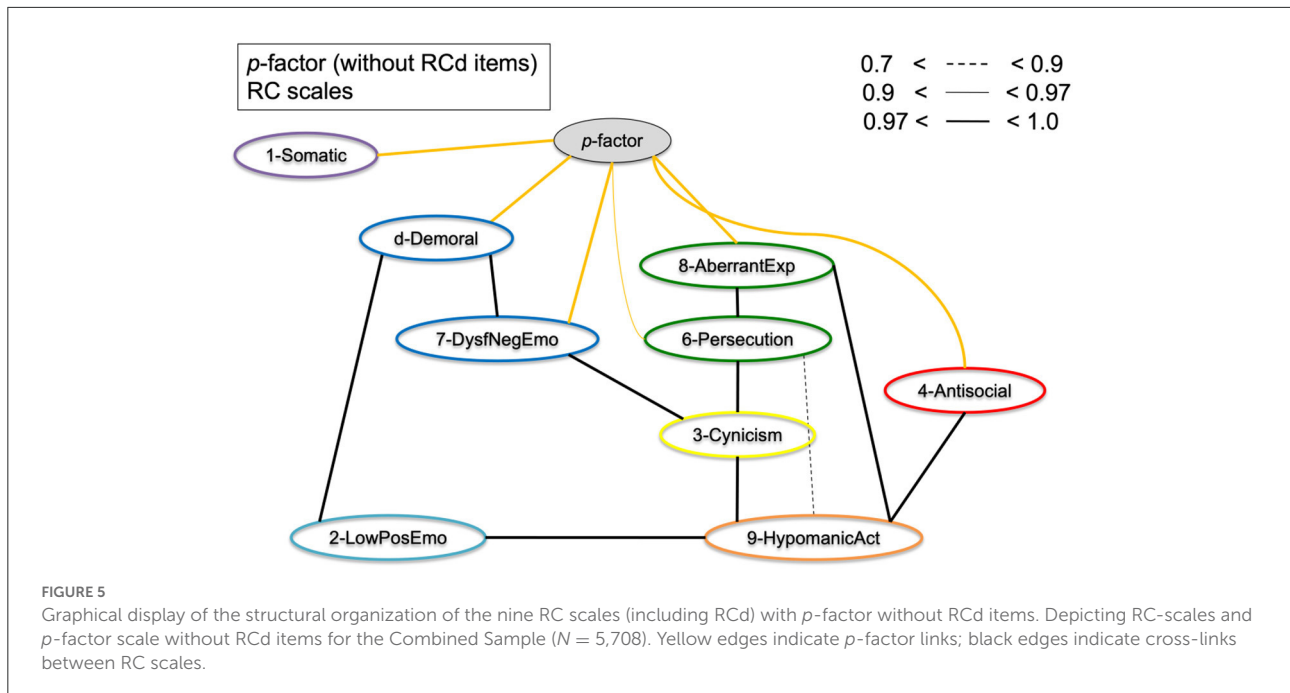 p-factor (without RCd items)
RC scales
0.7 < ---- < 0.9
0.9 < —— < 0.97
0.97 < —— < 1.0
p-factor
1-Somatic
d-Demoral
8-AberrantExp
7-DysfNegEmo
6-Persecution
4-Antisocial
3-Cynicism
2-LowPosEmo
9-HypomanicAct
FIGURE 5
Graphical display of the structural organization of the nine RC scales (including RCd) with p-factor without RCd items. Depicting RC-scales and
p-factor scale without RCd items for the Combined Sample (N = 5,708). Yellow edges indicate p-factor links; black edges indicate cross-links
between RC scales.